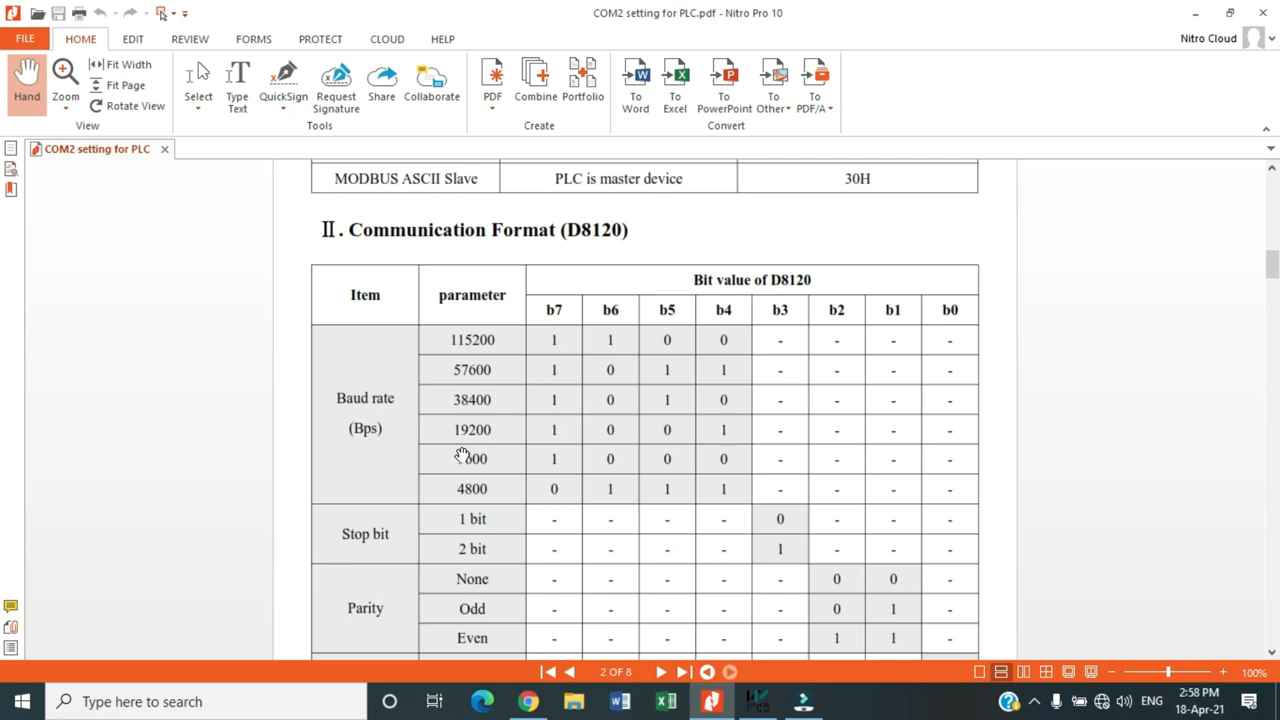 COM2 setting for PLC.pdf - Nitro Pro 10
FILE HOME EDIT REVIEW FORMS PROTECT CLOUD HELP Nitro Cloud
Hand Zoom Fit Width Fit Page Rotate View View
Select Type Text QuickSign Request Signature Share Collaborate Tools
PDF Combine Portfolio Create
To Word To Excel To PowerPoint To Other To PDF/A Convert
COM2 setting for PLC
MODBUS ASCII Slave PLC is master device 30H
Ⅱ. Communication Format (D8120)
Item parameter Bit value of D8120
b7 b6 b5 b4 b3 b2 b1 b0
Baud rate (Bps)
115200 1 1 0 0 - - - -
57600 1 0 1 1 - - - -
38400 1 0 1 0 - - - -
19200 1 0 0 1 - - - -
600 1 0 0 0 - - - -
4800 0 1 1 1 - - - -
Stop bit
1 bit - - - - 0 - - -
2 bit - - - - 1 - - -
Parity
None - - - - - 0 0 -
Odd - - - - - 0 1 -
Even - - - - - 1 1 -
2 OF 8 100%
Type here to search ENG 2:58 PM
18-Apr-21